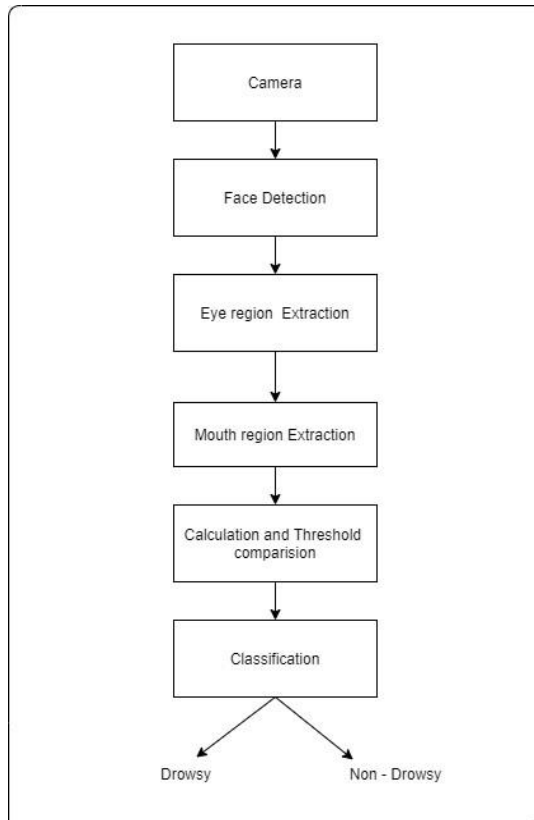 Camera
Face Detection
Eye region Extraction
Mouth region Extraction
Calculation and Threshold
comparision
Classification
Drowsy
Non - Drowsy